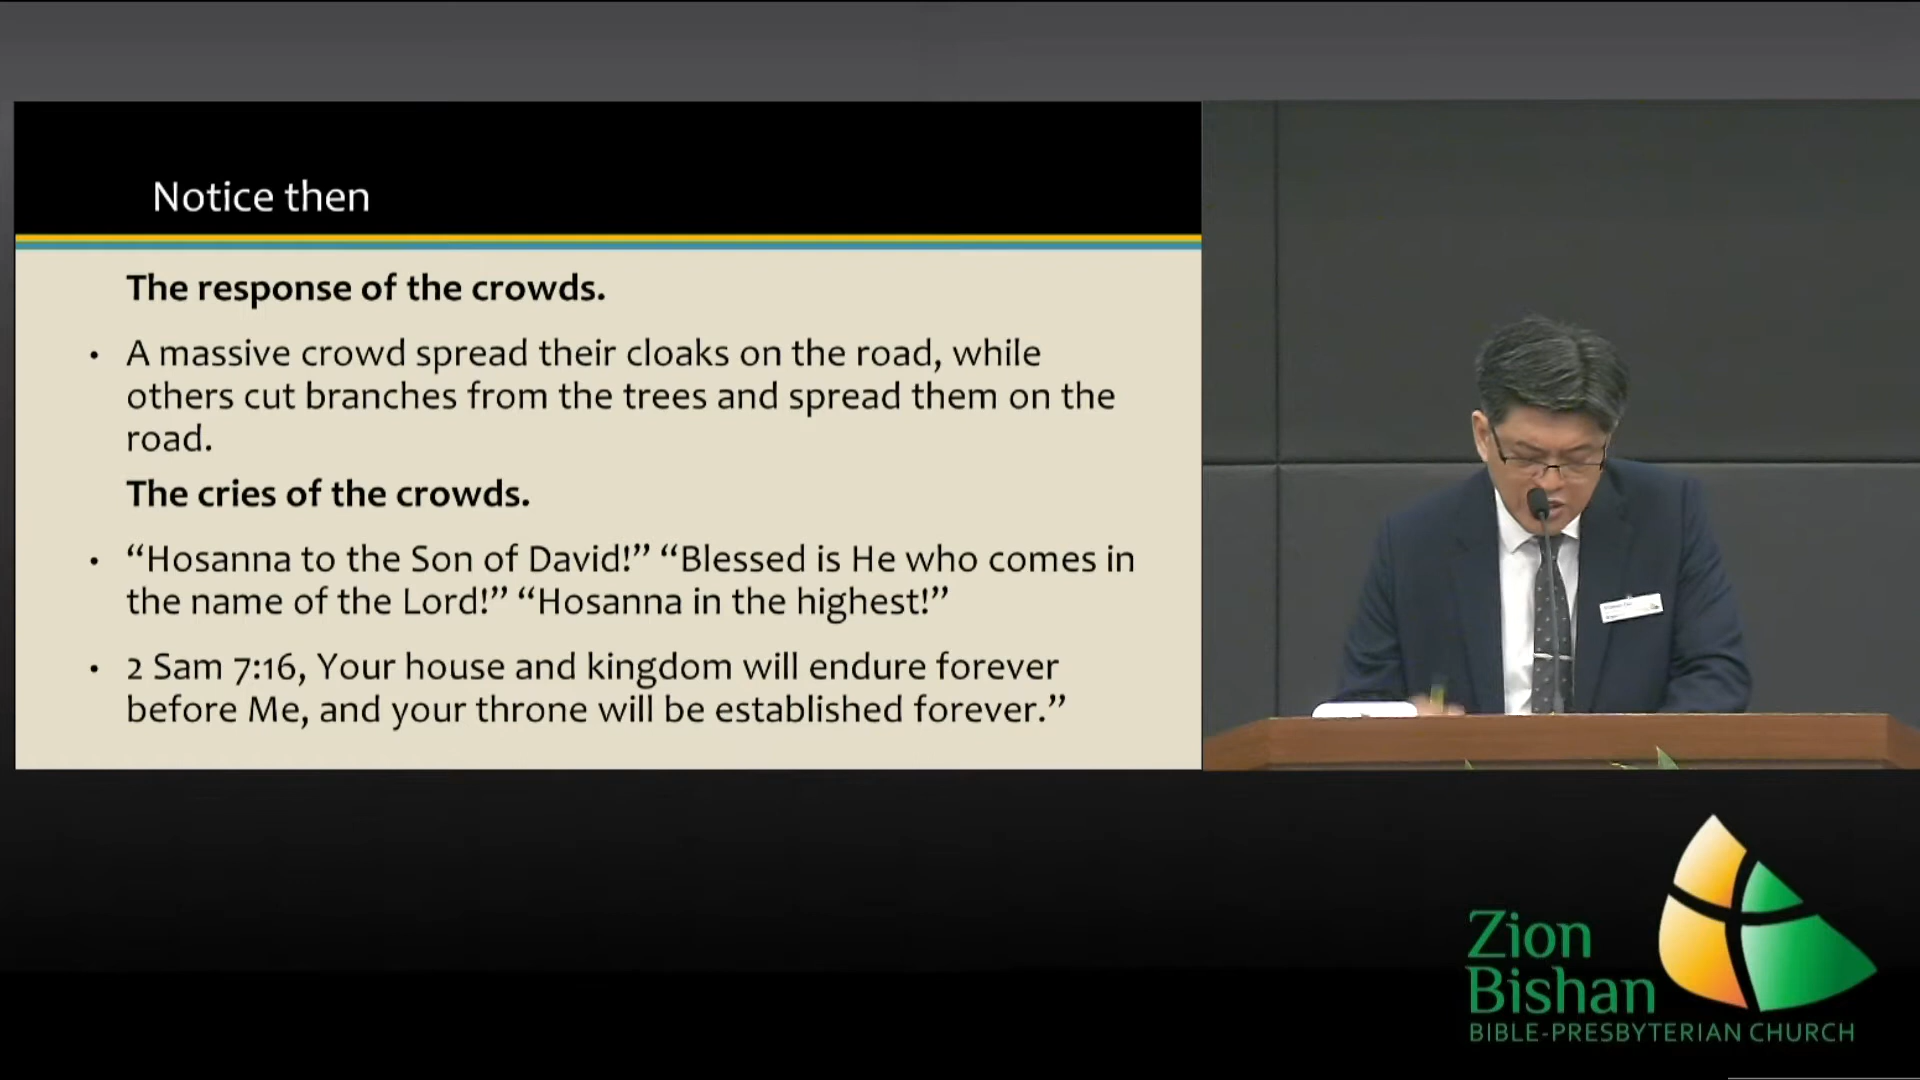 Notice then
The response of the crowds.
• A massive crowd spread their cloaks on the road, while
others cut branches from the trees and spread them on the
road.
The cries of the crowds.
• “Hosanna to the Son of David!” “Blessed is He who comes in
the name of the Lord!” “Hosanna in the highest!”
• 2 Sam 7:16, Your house and kingdom will endure forever
before Me, and your throne will be established forever.”
Zion
Bishan
BIBLE-PRESBYTERIAN CHURCH